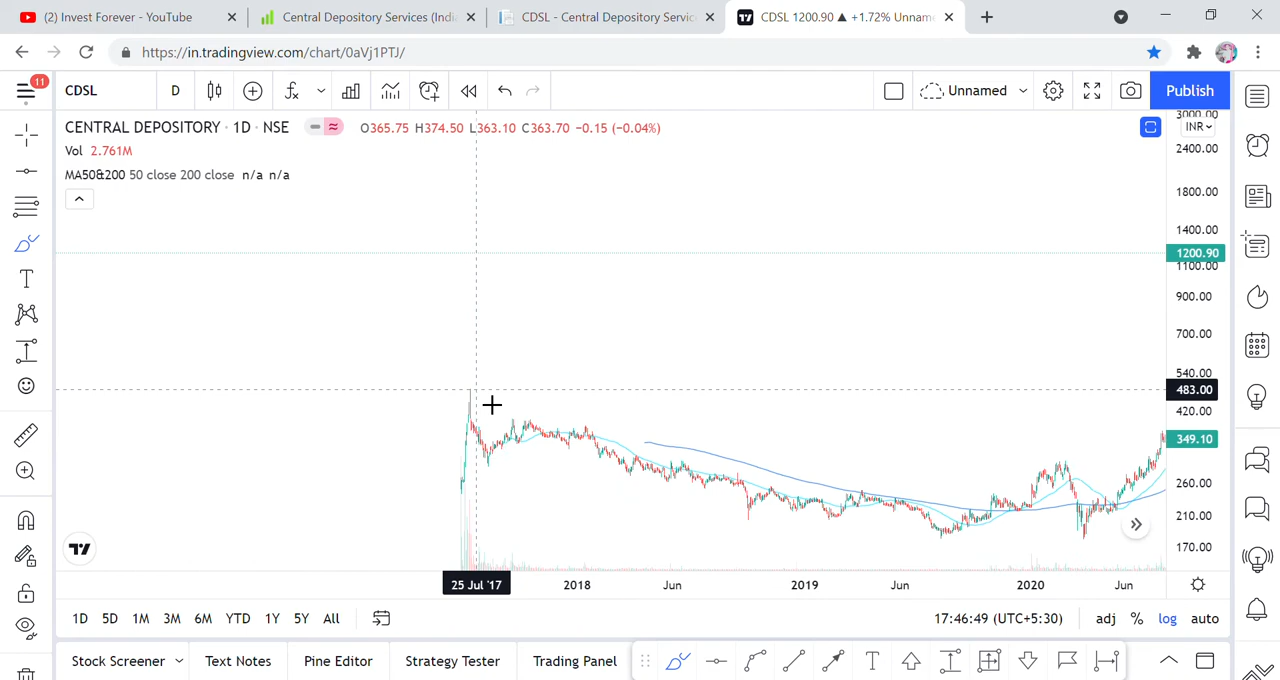 (2) Invest Forever - YouTube
Central Depository Services (Indi
CDSL - Central Depository Servic
CDSL 1200.90 ▲ +1.72% Unnam
https://in.tradingview.com/chart/0aVj1PTJ/
11
CDSL
D
Unnamed
Publish
CENTRAL DEPOSITORY · 1D · NSE
O365.75 H374.50 L363.10 C363.70 −0.15 (−0.04%)
Vol 2.761M
MA50&200 50 close 200 close n/a n/a
3000.00
INR
2400.00
1800.00
1400.00
1200.90
1100.00
900.00
700.00
540.00
483.00
420.00
349.10
260.00
210.00
170.00
25 Jul '17
2018
Jun
2019
Jun
2020
Jun
1D 5D 1M 3M 6M YTD 1Y 5Y All
17:46:49 (UTC+5:30)
adj % log auto
Stock Screener
Text Notes
Pine Editor
Strategy Tester
Trading Panel